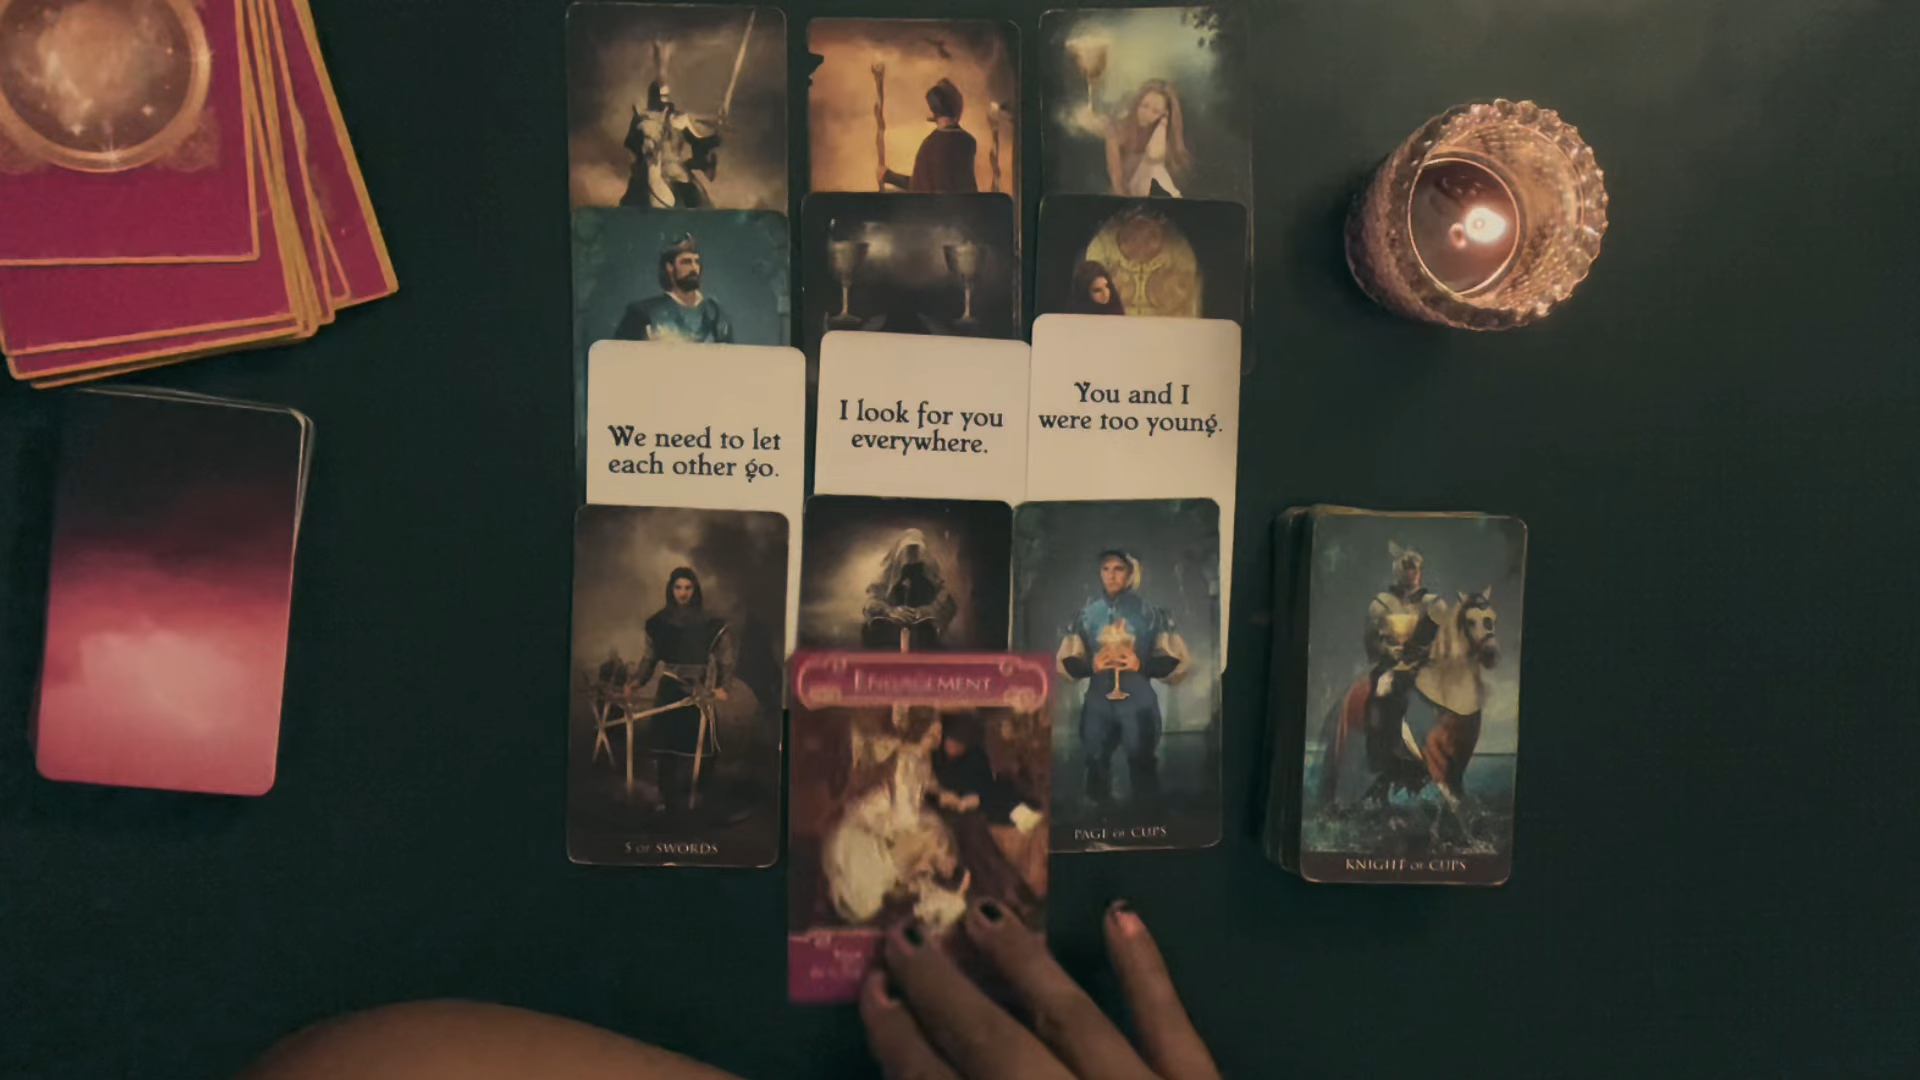 We need to let
each other go.
I look for you
everywhere.
You and I
were too young.
ENGAGEMENT
5 OF SWORDS
PAGE OF CUPS
KNIGHT OF CUPS